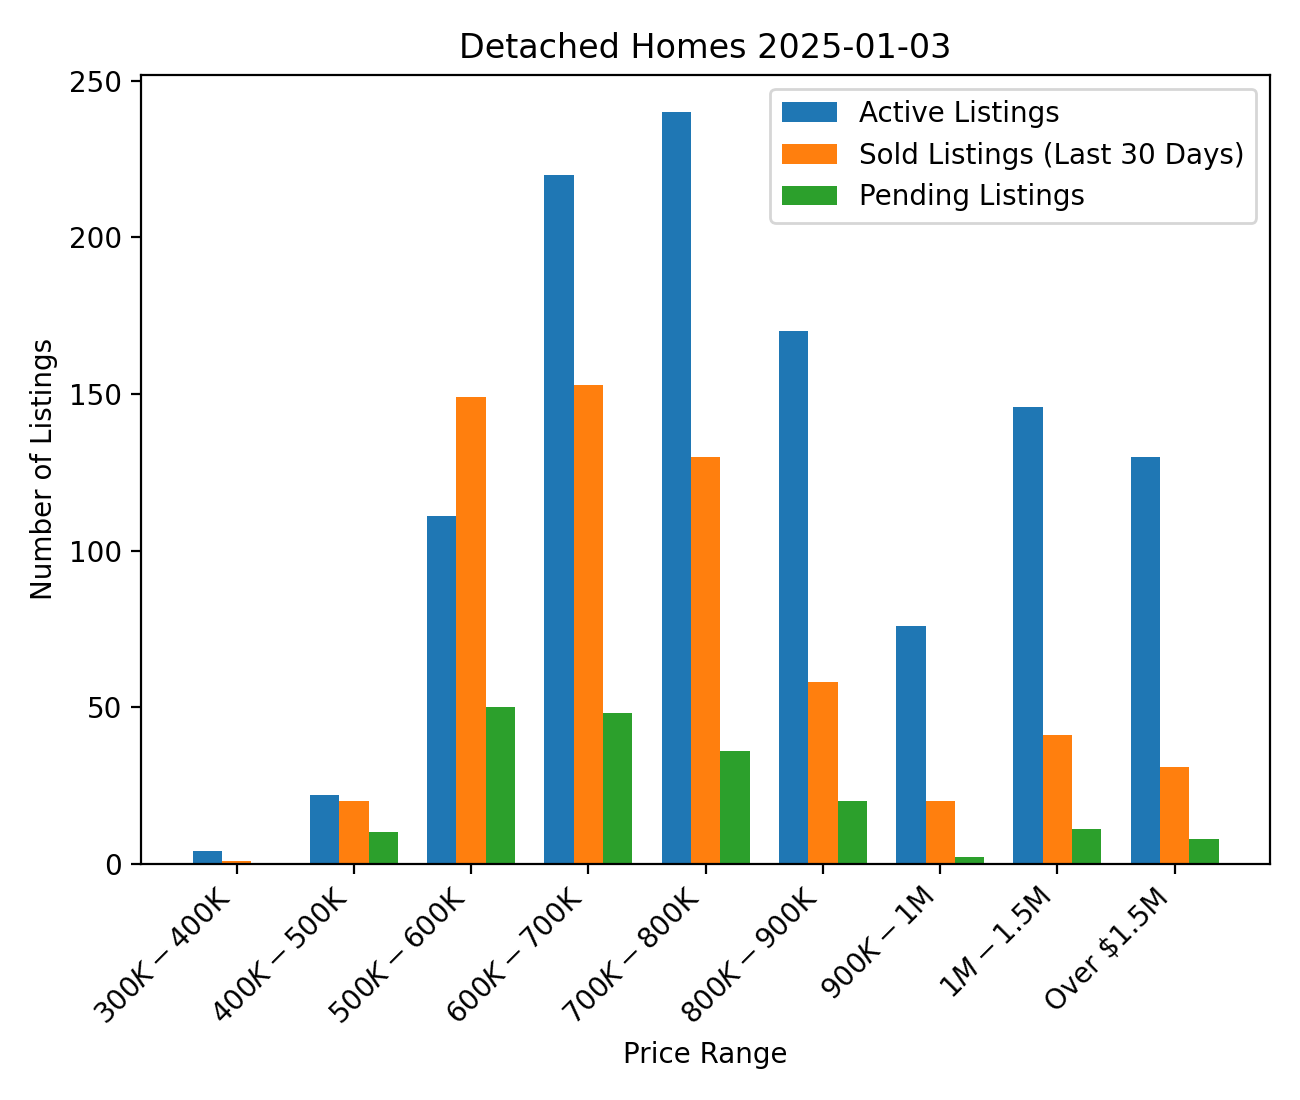 Detached Homes 2025-01-03
Active Listings
Sold Listings (Last 30 Days)
Pending Listings
Number of Listings
250
200
150
100
50
0
300K − 400K
400K − 500K
500K − 600K
600K − 700K
700K − 800K
800K − 900K
900K − 1M
1M − 1.5M
Over $1.5M
Price Range